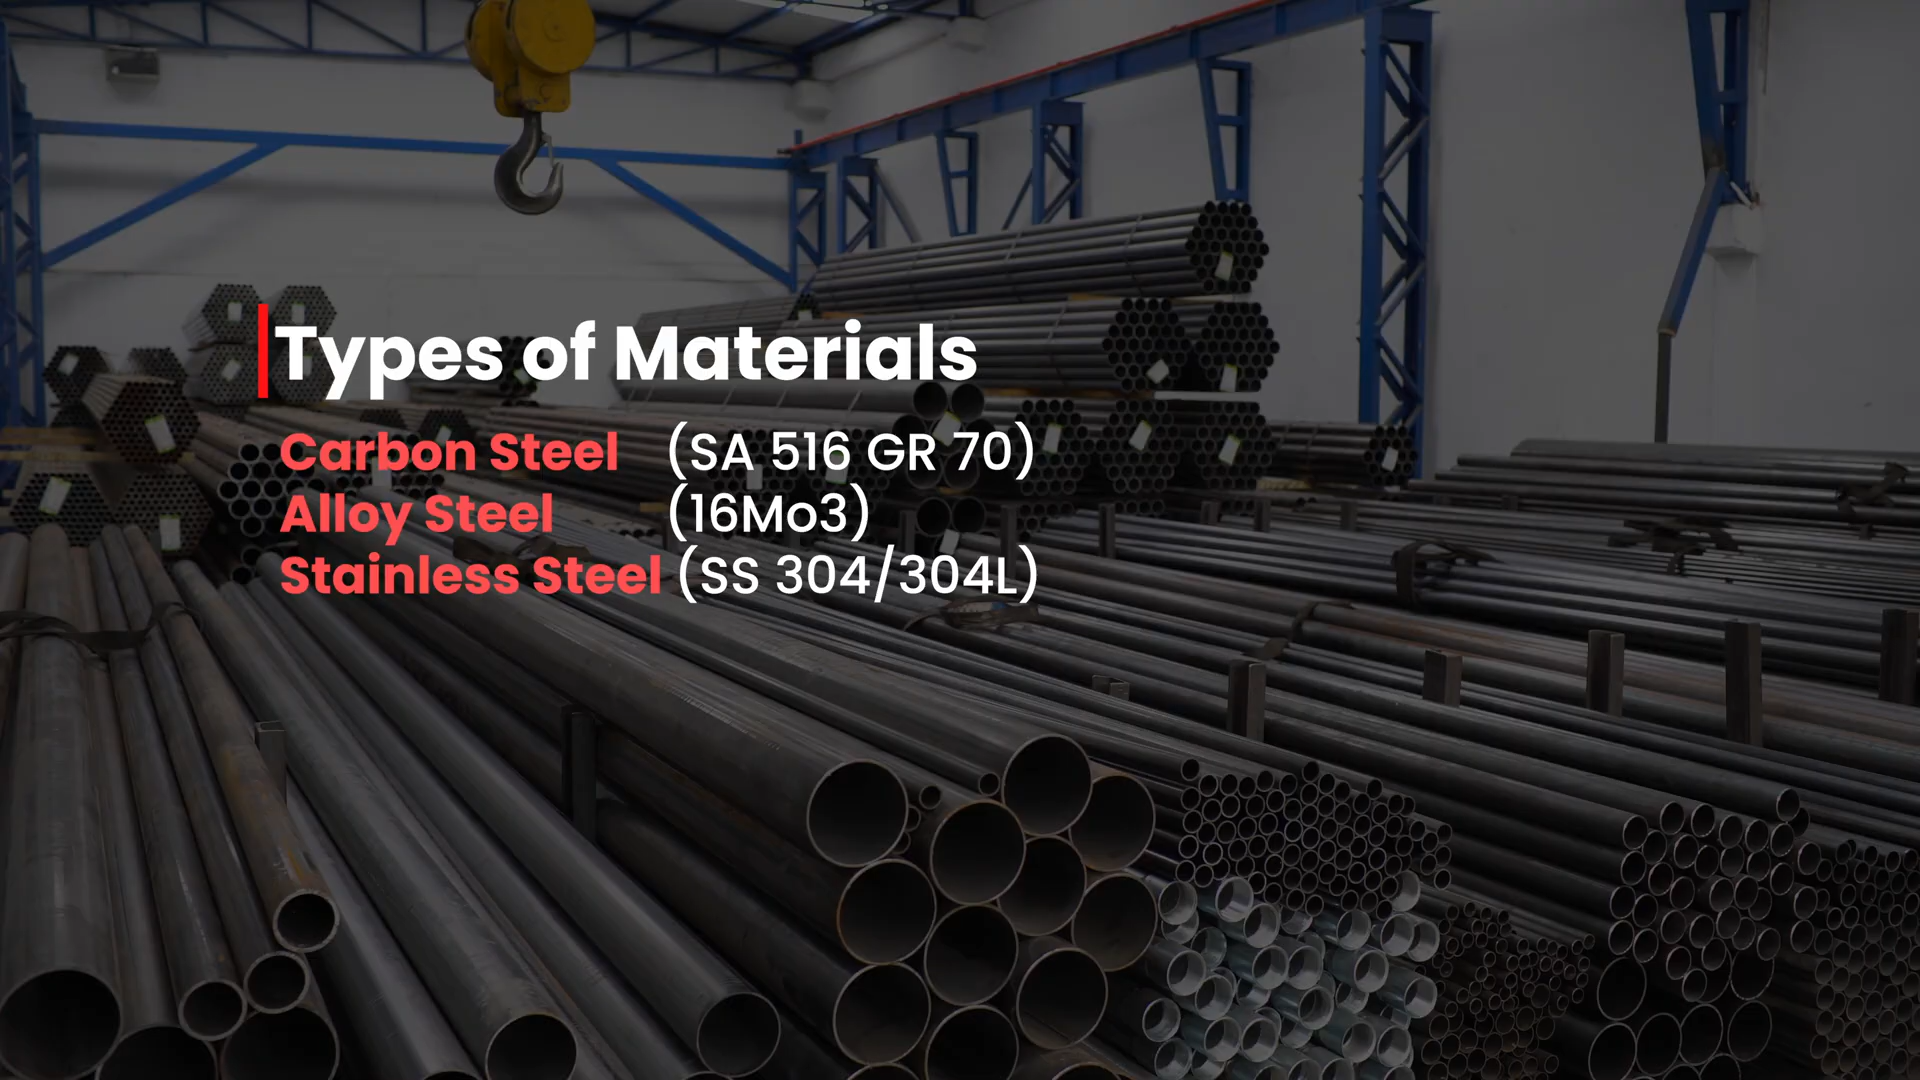 Types of Materials
Carbon Steel (SA 516 GR 70)
Alloy Steel (16Mo3)
Stainless Steel (SS 304/304L)